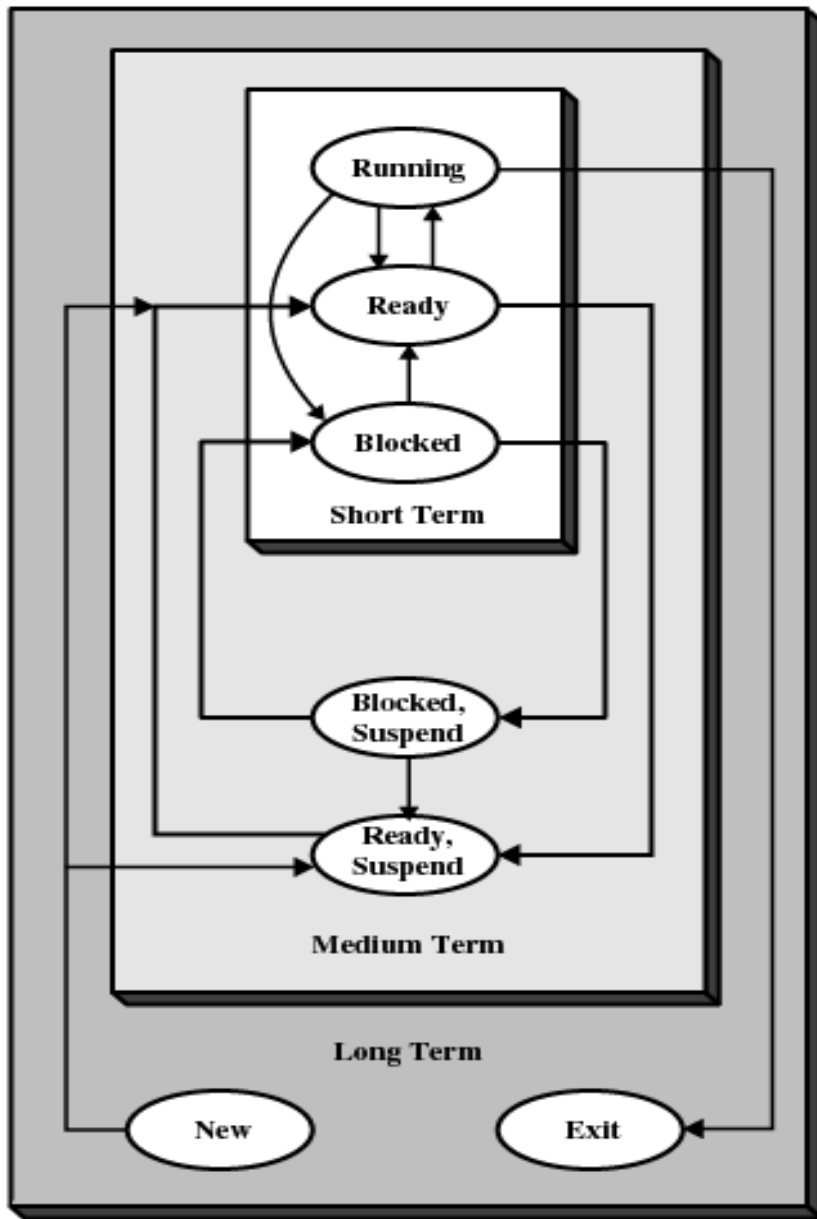 Running
Ready
Blocked
Short Term
Blocked,
Suspend
Ready,
Suspend
Medium Term
Long Term
New
Exit